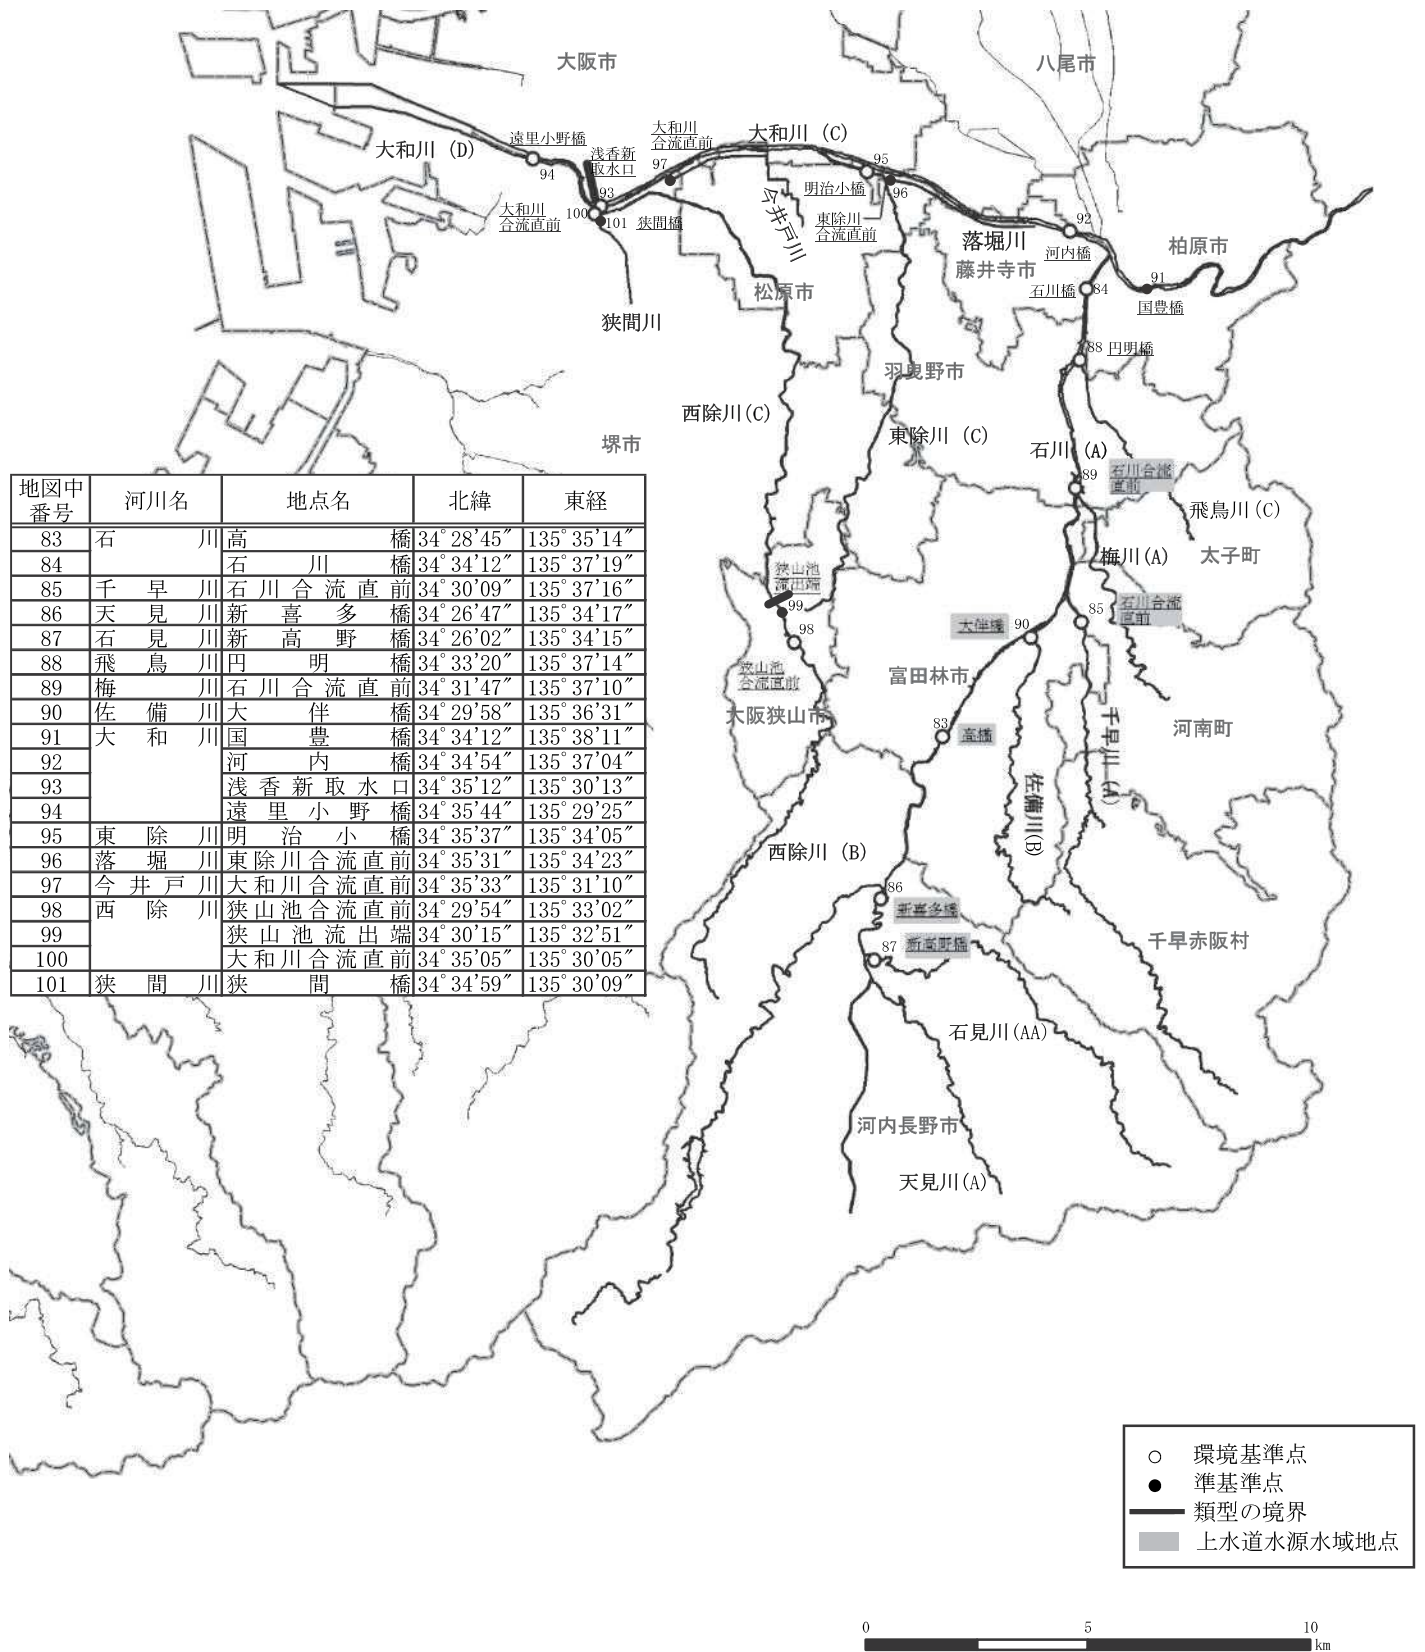 大阪市
八尾市
大和川 (D)
遠里小野橋
94
浅香新
取水口
93
大和川
合流直前
97
大和川 (C)
95
明治小橋
96
東除川
合流直前
大和川
合流直前
100
101
狭間橋
今井戸川
落堀川
藤井寺市
92
河内橋
柏原市
91
国豊橋
石川橋
84
松原市
狭間川
88 円明橋
羽曳野市
西除川(C)
東除川 (C)
堺市
石川 (A)
89
石川合流
直前
飛鳥川(C)
太子町
梅川(A)
狭山池
流出端
99
98
狭山池
合流直前
大阪狭山市
大伴橋
90
85
石川合流
直前
富田林市
83
高橋
河南町
千早川 (A)
佐備川(B)
西除川 (B)
86
新喜多橋
87
新高野橋
千早赤阪村
石見川(AA)
河内長野市
天見川(A)
地図中番号 河川名 地点名 北緯 東経
83 石川 高橋 34°28′45″ 135°35′14″
84 石川橋 34°34′12″ 135°37′19″
85 千早川 石川合流直前 34°30′09″ 135°37′16″
86 天見川 新喜多橋 34°26′47″ 135°34′17″
87 石見川 新高野橋 34°26′02″ 135°34′15″
88 飛鳥川 円明橋 34°33′20″ 135°37′14″
89 梅川 石川合流直前 34°31′47″ 135°37′10″
90 佐備川 大伴橋 34°29′58″ 135°36′31″
91 大和川 国豊橋 34°34′12″ 135°38′11″
92 河内橋 34°34′54″ 135°37′04″
93 浅香新取水口 34°35′12″ 135°30′13″
94 遠里小野橋 34°35′44″ 135°29′25″
95 東除川 明治小橋 34°35′37″ 135°34′05″
96 落堀川 東除川合流直前 34°35′31″ 135°34′23″
97 今井戸川 大和川合流直前 34°35′33″ 135°31′10″
98 西除川 狭山池合流直前 34°29′54″ 135°33′02″
99 狭山池流出端 34°30′15″ 135°32′51″
100 大和川合流直前 34°35′05″ 135°30′05″
101 狭間川 狭間橋 34°34′59″ 135°30′09″
○ 環境基準点
● 準基準点
類型の境界
上水道水源水域地点
0 5 10
km